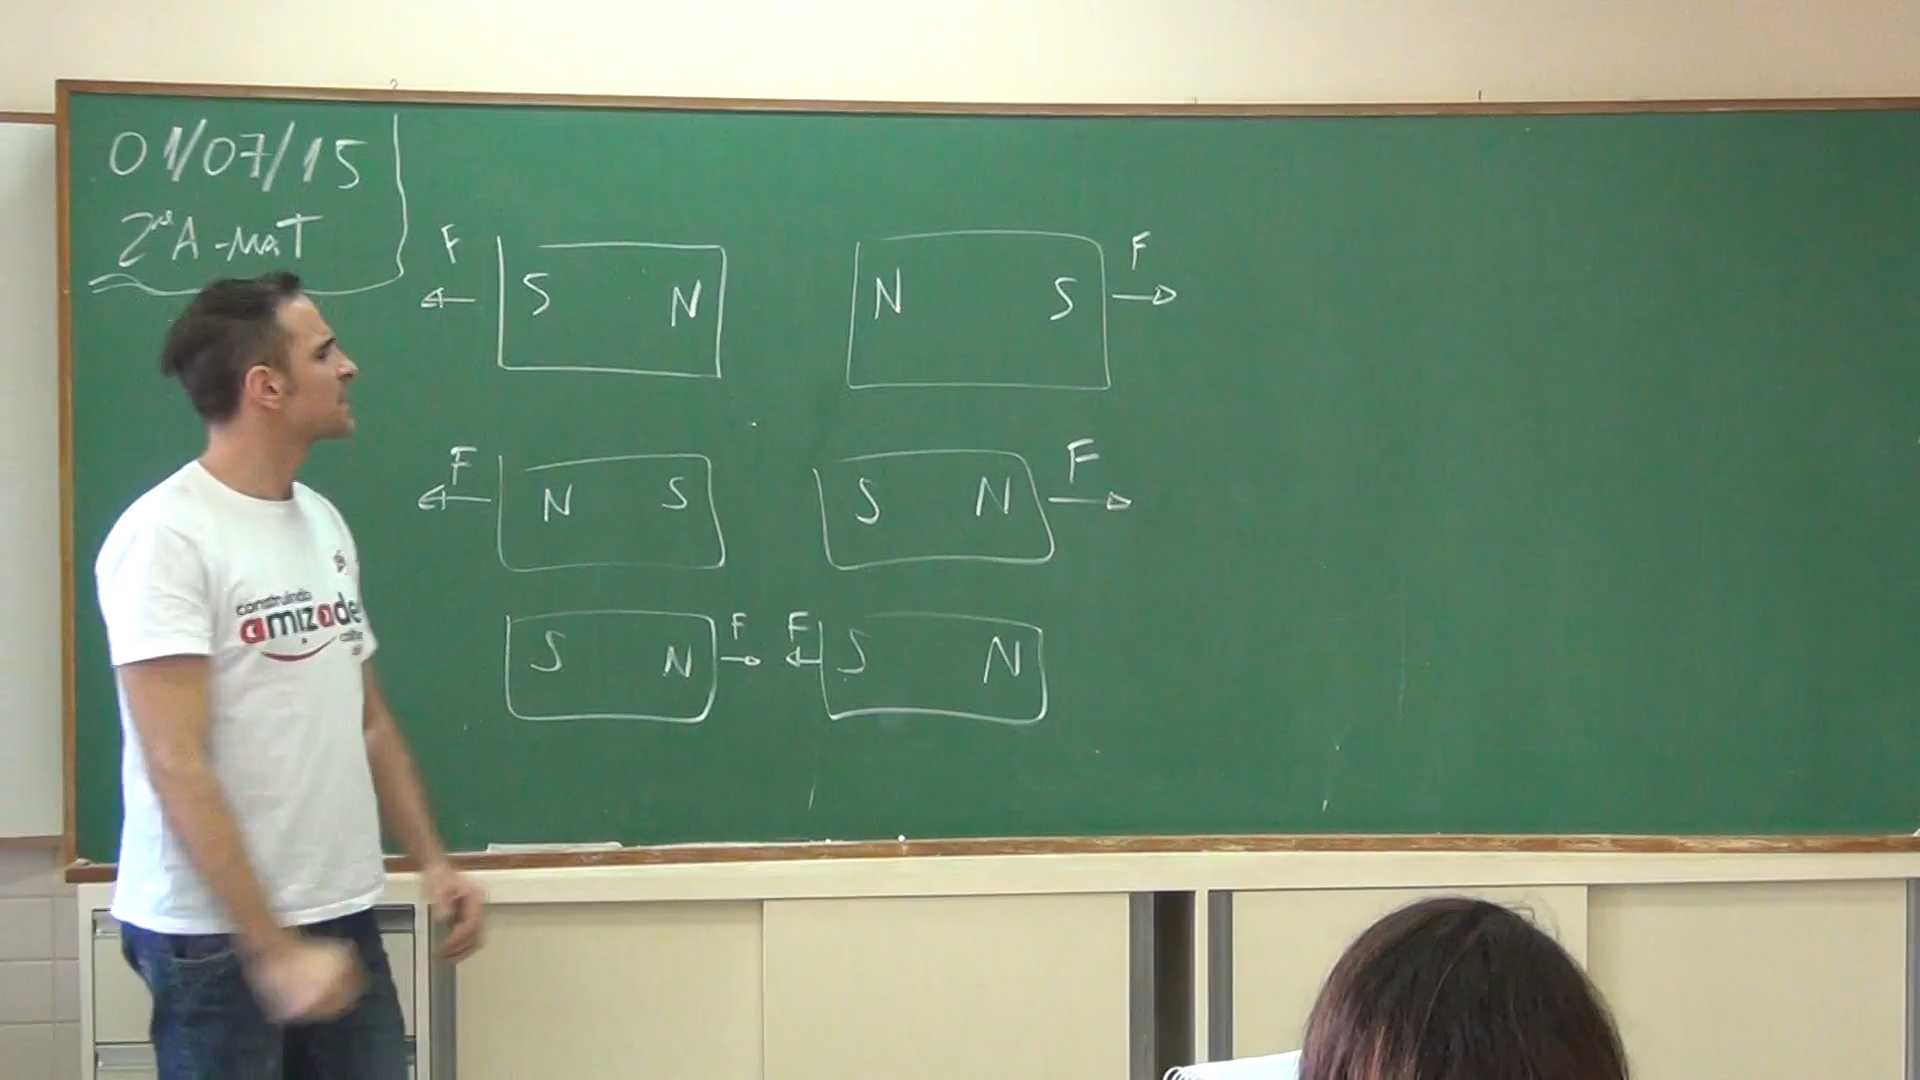 01/07/15
2ºA-MAT
F S N N S F
F N S S N F
S N F F S N
construindo
amizade